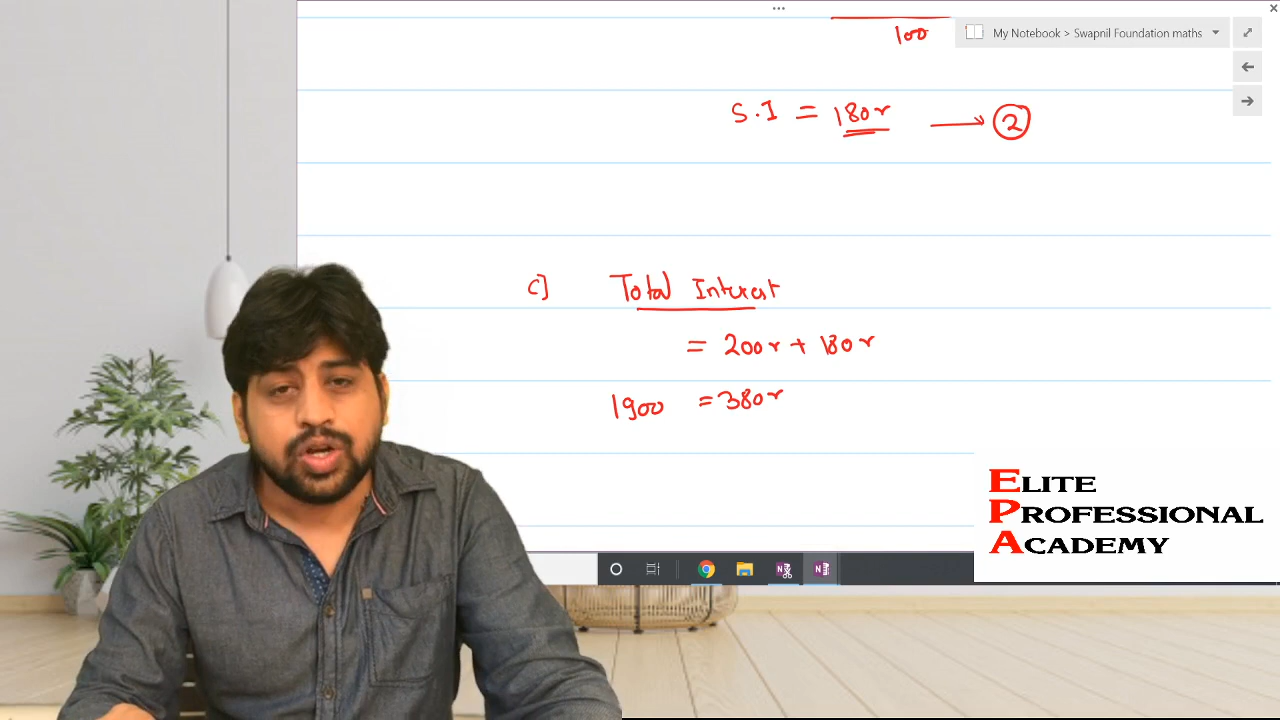 100
My Notebook > Swapnil Foundation maths
S.I = 180r → 2
c] Total Interest
= 200r + 180r
1900 = 380r
ELITE
PROFESSIONAL
ACADEMY